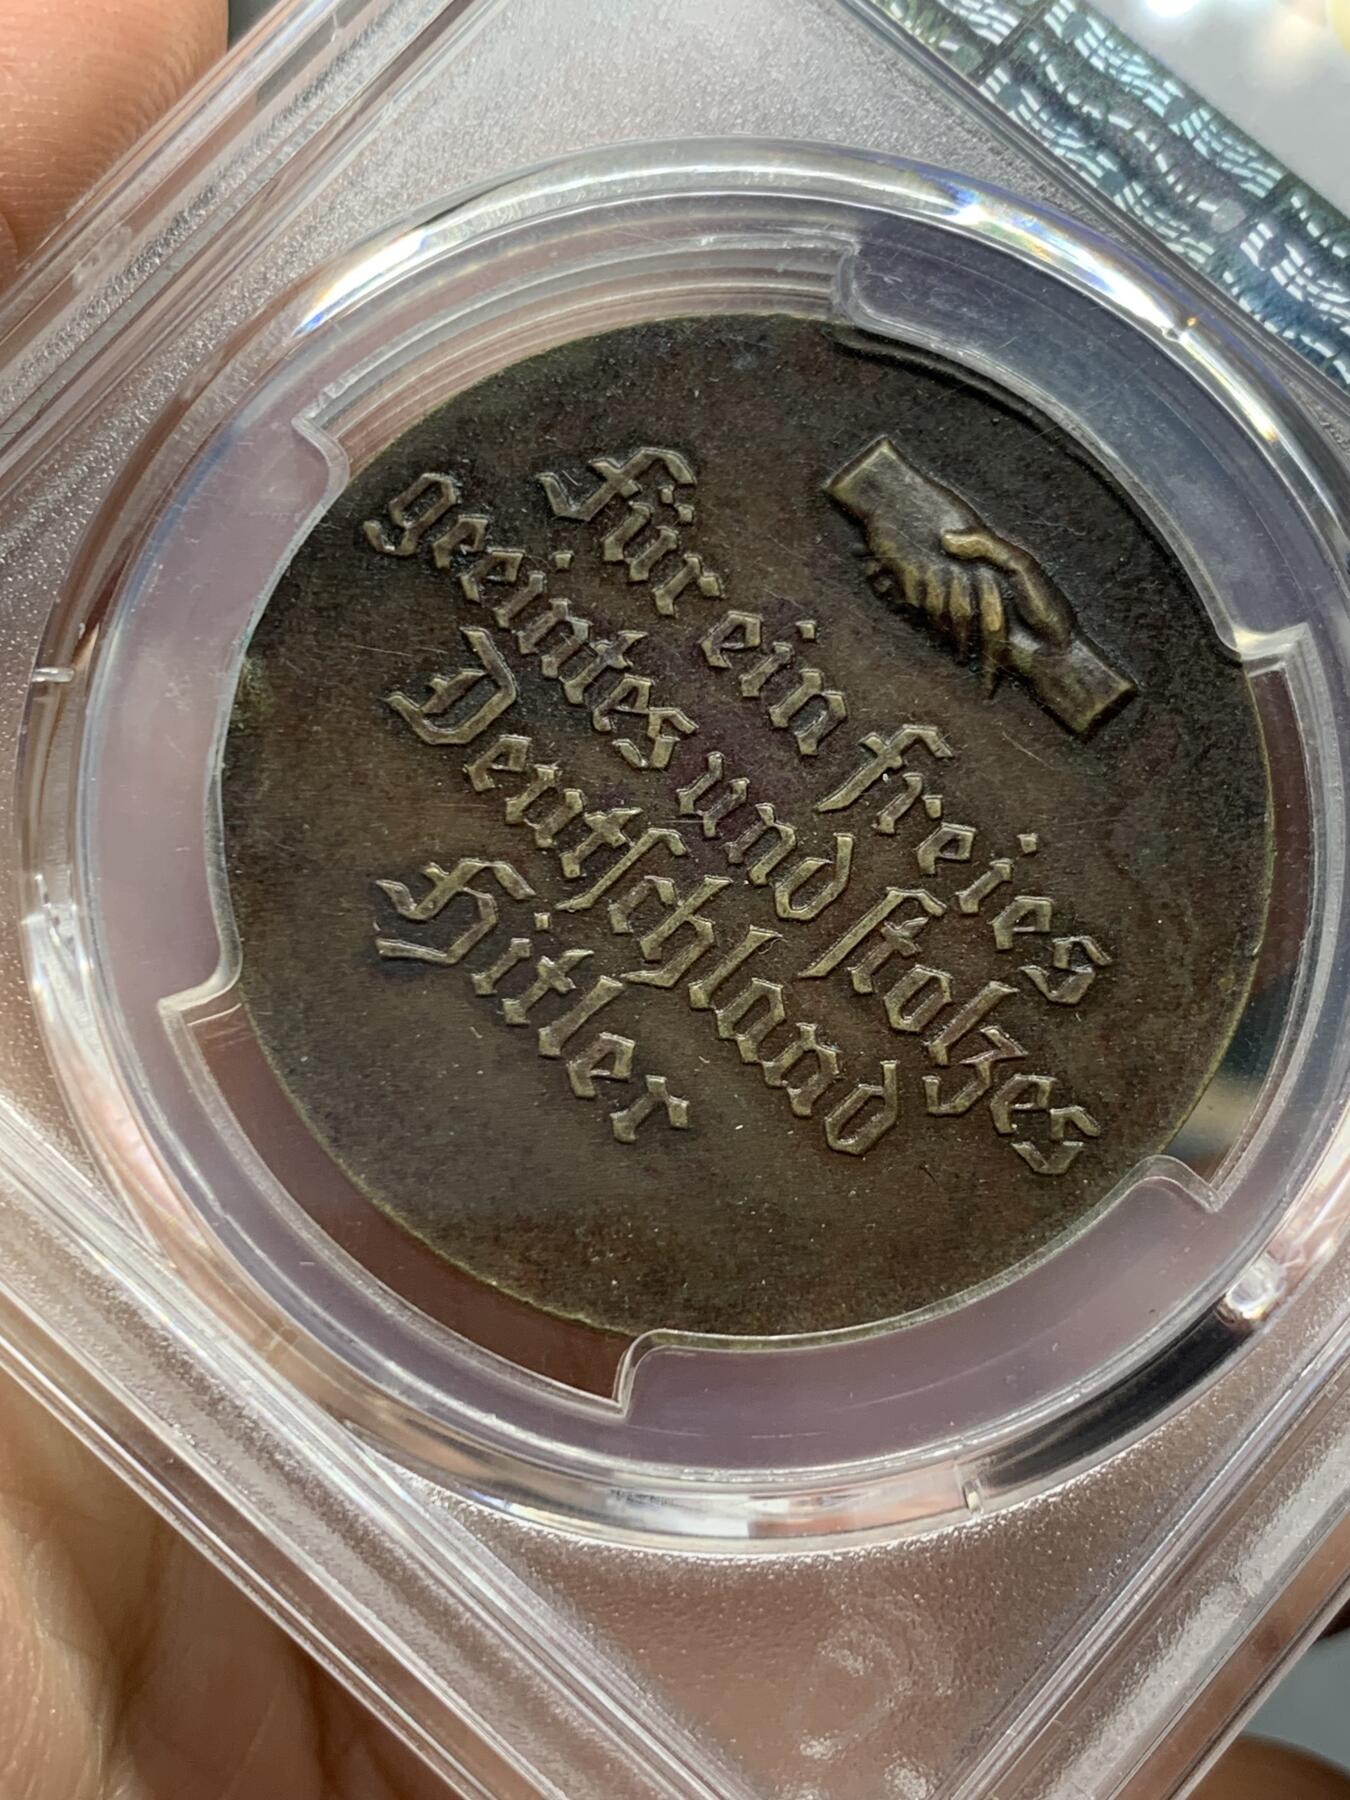 für ein freies
geeintes und stolzes
Deutschland
Hitler